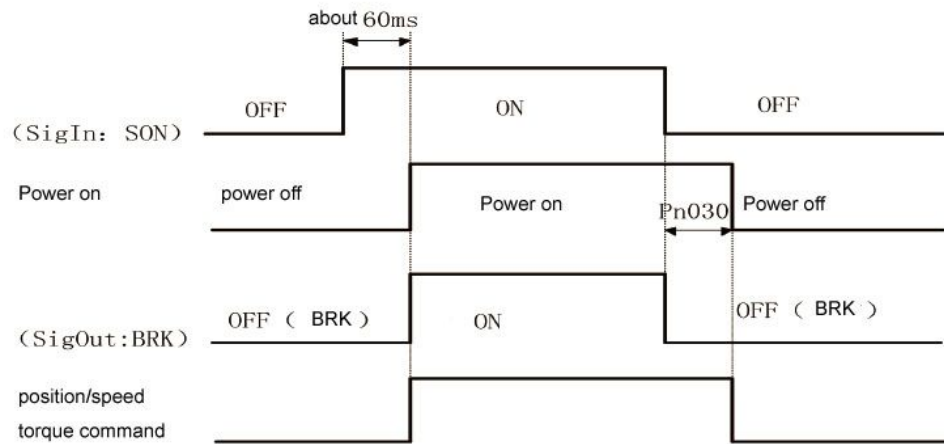 about 60ms
OFF ON OFF
(SigIn: SON)
Power on power off Power on Pn030 Power off
OFF ( BRK ) ON OFF ( BRK )
(SigOut:BRK)
position/speed
torque command